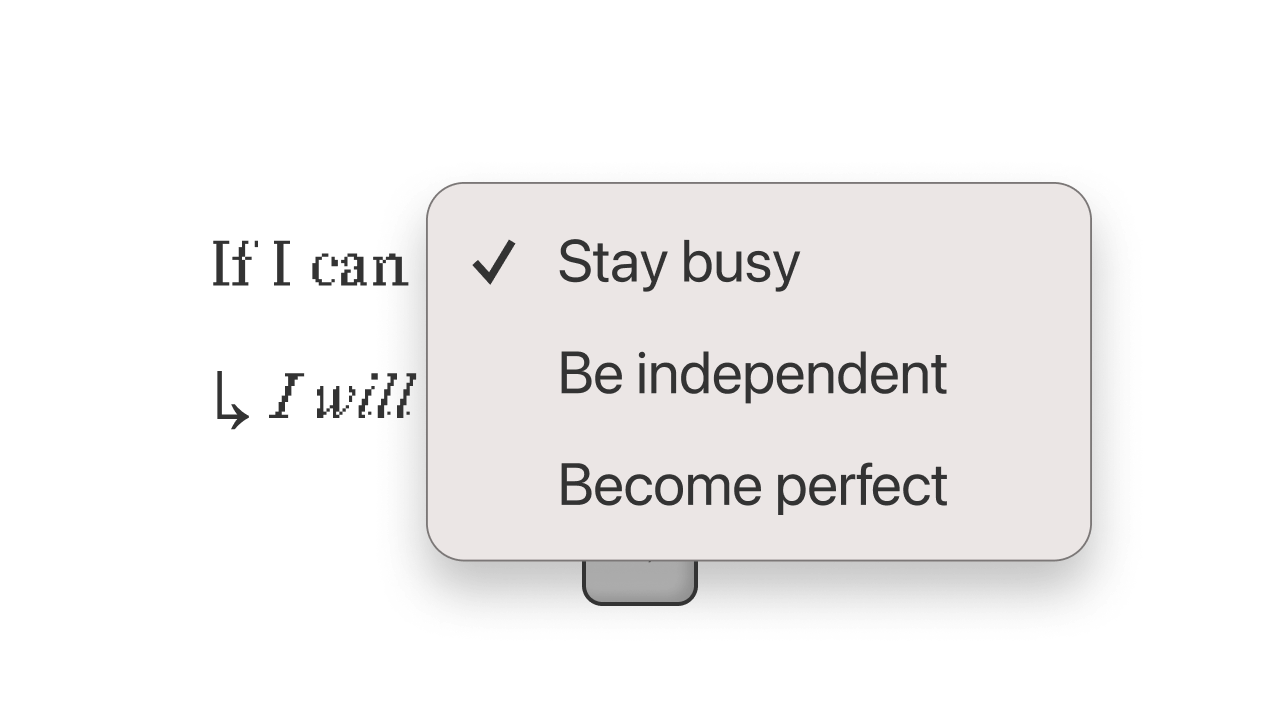 If I can
Stay busy
Be independent
↳ I will
Become perfect